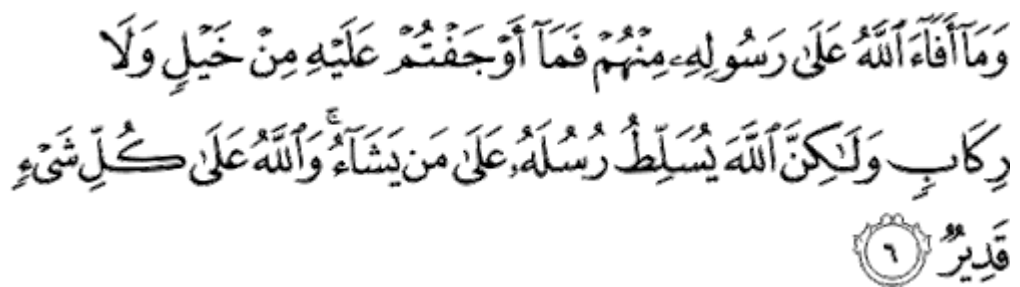 وَمَآ أَفَآءَ ٱللَّهُ عَلَىٰ رَسُولِهِۦ مِنْهُمْ فَمَآ أَوْجَفْتُمْ عَلَيْهِ مِنْ خَيْلٍ وَلَا
رِكَابٍ وَلَـٰكِنَّ ٱللَّهَ يُسَلِّطُ رُسُلَهُۥ عَلَىٰ مَن يَشَآءُ ۚ وَٱللَّهُ عَلَىٰ كُلِّ شَىْءٍ
قَدِيرٌ ٦